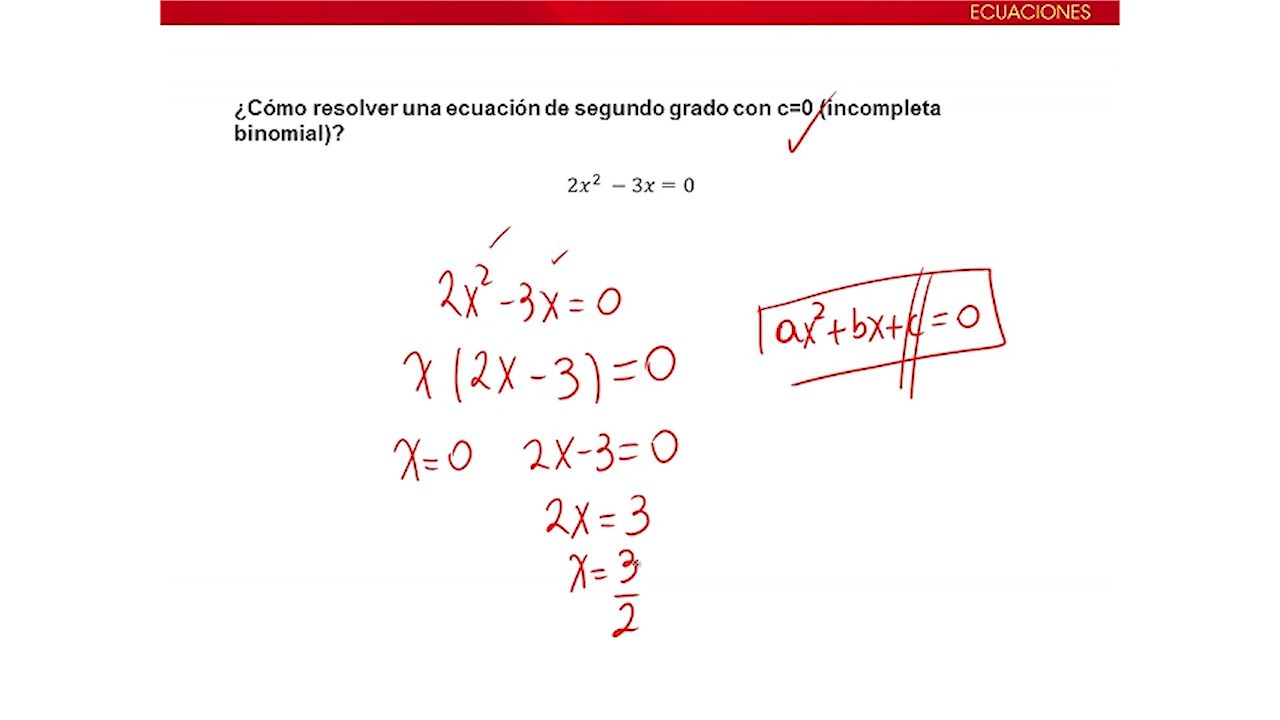 ECUACIONES
¿Cómo resolver una ecuación de segundo grado con c=0 (incompleta
binomial)?
2x² − 3x = 0
2x² - 3x = 0
ax² + bx + c = 0
x (2x - 3) = 0
x = 0 2x - 3 = 0
2x = 3
x = 3
2